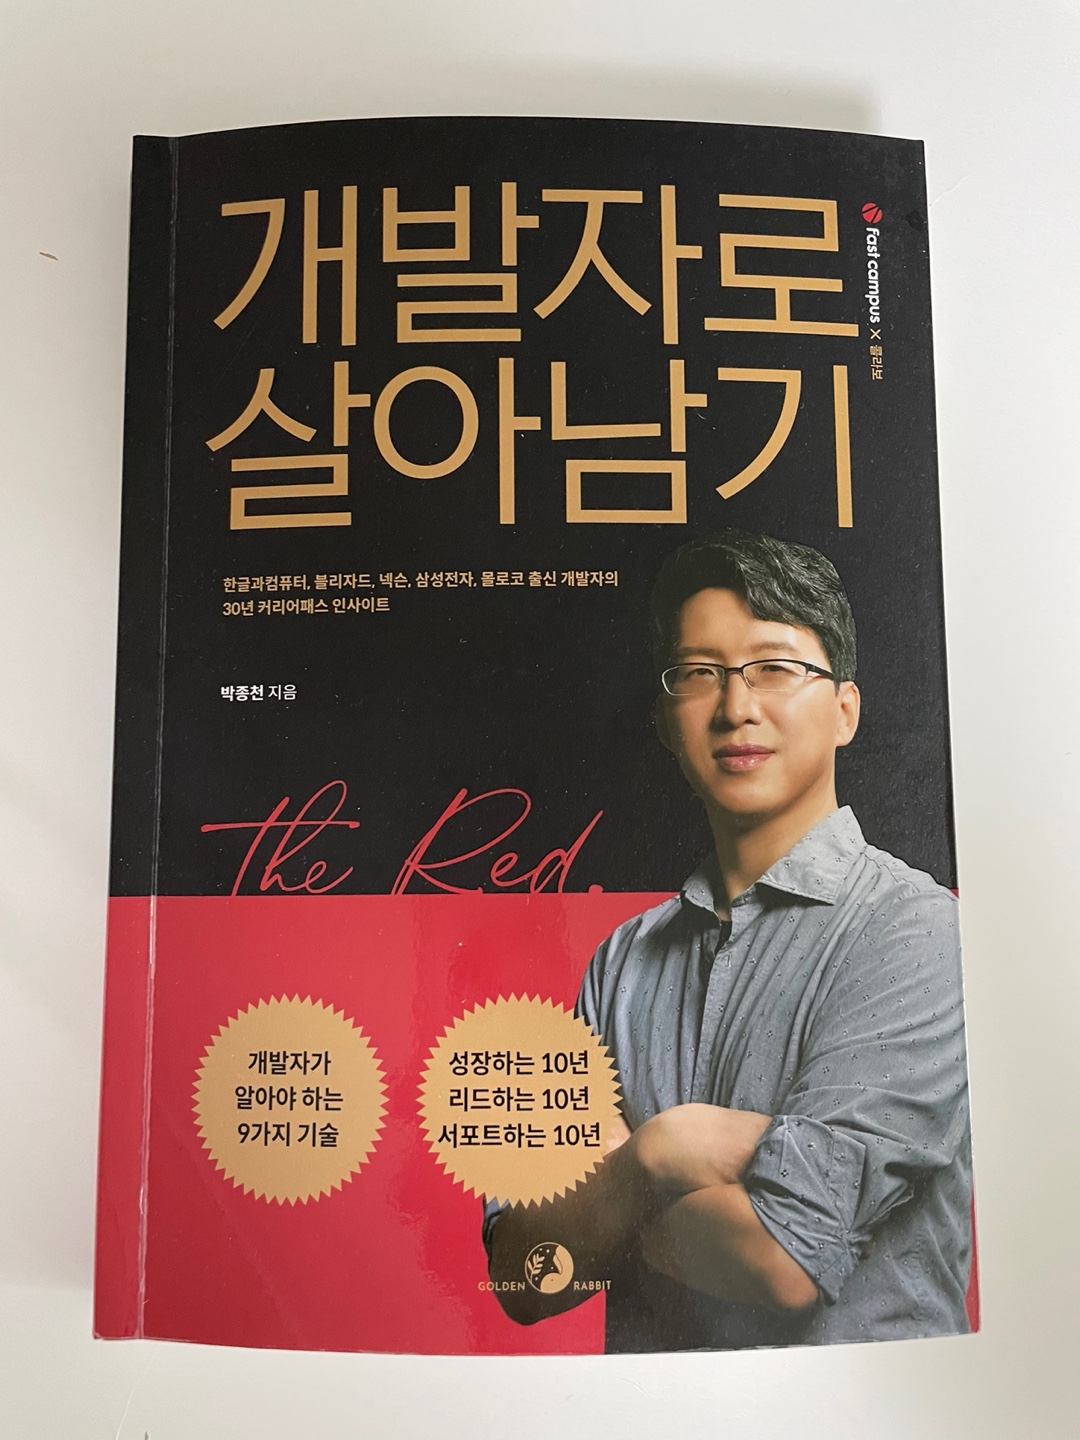 개발자로
살아남기
Fast campus X 콜라보
한글과컴퓨터, 블리자드, 넥슨, 삼성전자, 몰로코 출신 개발자의
30년 커리어패스 인사이트
박종천 지음
the Red.
개발자가
알아야 하는
9가지 기술
성장하는 10년
리드하는 10년
서포트하는 10년
GOLDEN RABBIT